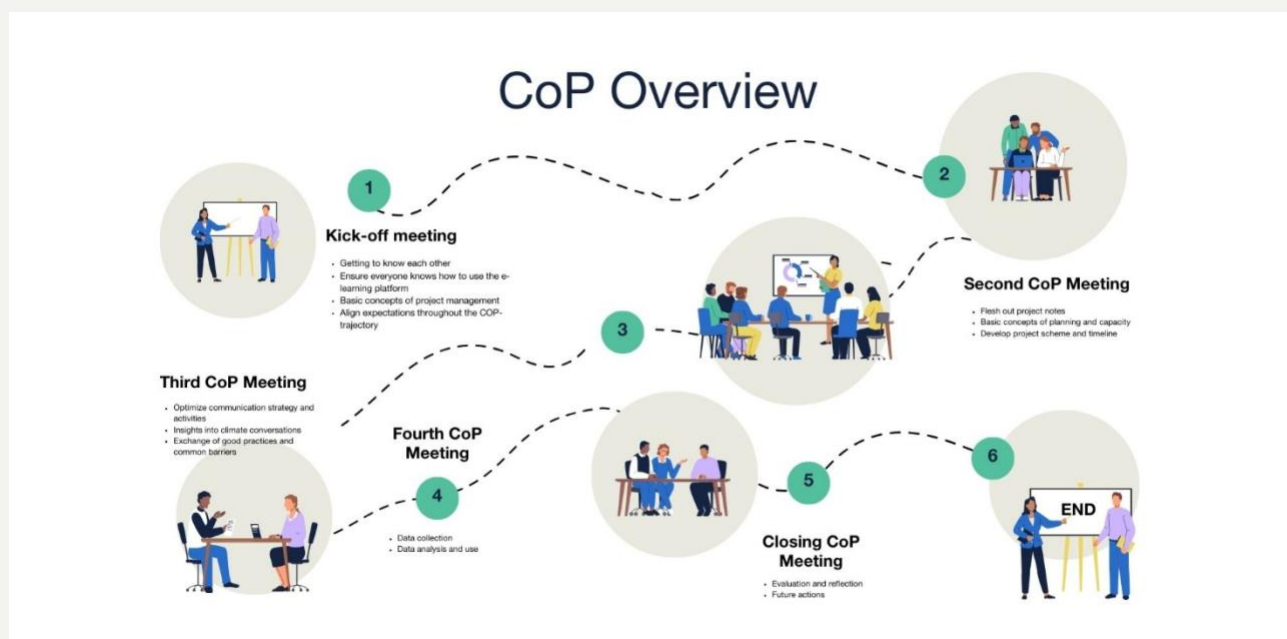 CoP Overview
1
Kick-off meeting
• Getting to know each other
• Ensure everyone knows how to use the e-
learning platform
• Basic concepts of project management
• Align expectations throughout the COP-
trajectory
2
Second CoP Meeting
• Flesh out project notes
• Basic concepts of planning and capacity
• Develop project scheme and timeline
3
Third CoP Meeting
• Optimize communication strategy and
activities
• Insights into climate conversations
• Exchange of good practices and
common barriers
Fourth CoP
Meeting
4
• Data collection
• Data analysis and use
5
Closing CoP
Meeting
• Evaluation and reflection
• Future actions
6
END